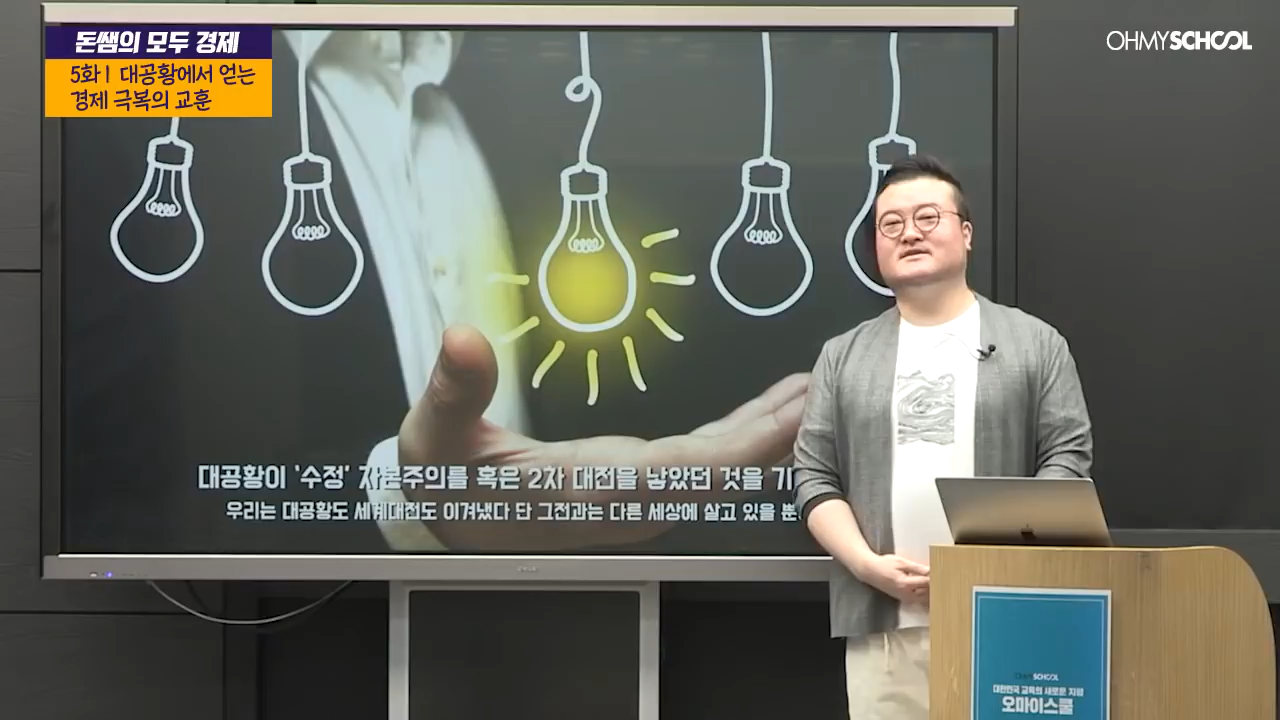 돈쌤의 모두 경제
5화 | 대공황에서 얻는
경제 극복의 교훈
OHMYSCHOOL
대공황이 '수정' 자본주의를 혹은 2차 대전을 낳았던 것을 기
우리는 대공황도 세계대전도 이겨냈다 단 그전과는 다른 세상에 살고 있을 뿐
OHMYSCHOOL
대한민국 교육의 새로운 지평
오마이스쿨